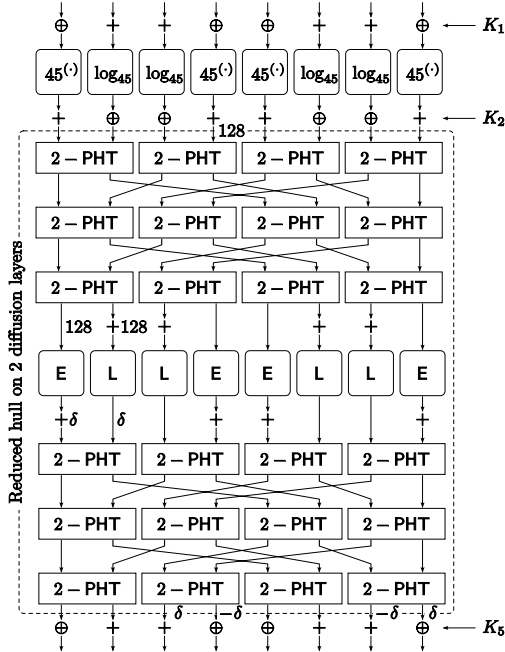 ⊕ + + ⊕ ⊕ + + ⊕ K₁
45⁽·⁾ log₄₅ log₄₅ 45⁽·⁾ 45⁽·⁾ log₄₅ log₄₅ 45⁽·⁾
+ ⊕ ⊕ + + ⊕ ⊕ + K₂
128
2 − PHT 2 − PHT 2 − PHT 2 − PHT
2 − PHT 2 − PHT 2 − PHT 2 − PHT
2 − PHT 2 − PHT 2 − PHT 2 − PHT
128 + 128 + + +
E L L E E L L E
+ δ δ + + +
2 − PHT 2 − PHT 2 − PHT 2 − PHT
2 − PHT 2 − PHT 2 − PHT 2 − PHT
2 − PHT 2 − PHT 2 − PHT 2 − PHT
δ −δ −δ δ
⊕ + + ⊕ ⊕ + + ⊕ K₅
Reduced hull on 2 diffusion layers